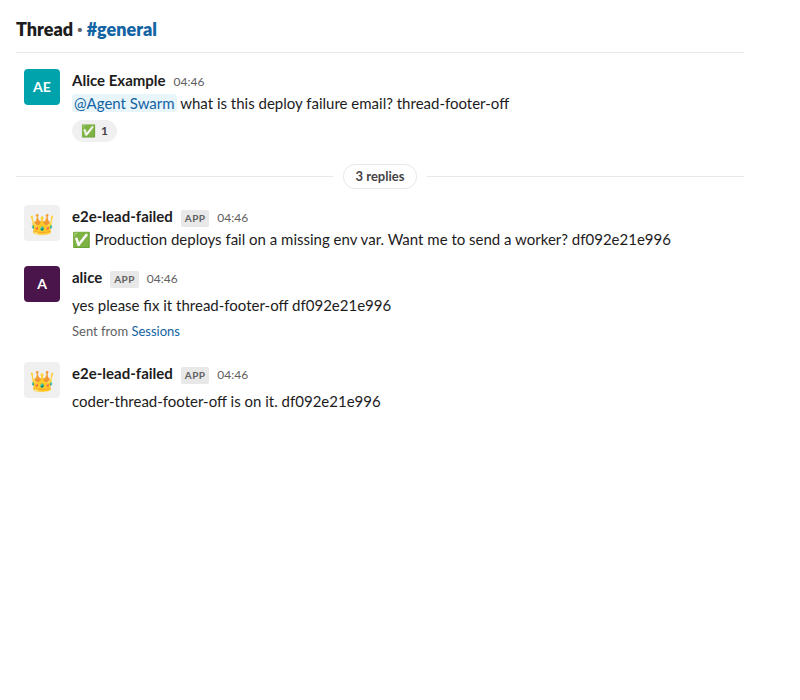 Thread • #general
AE
Alice Example 04:46
@Agent Swarm what is this deploy failure email? thread-footer-off
✅ 1
3 replies
e2e-lead-failed APP 04:46
✅ Production deploys fail on a missing env var. Want me to send a worker? df092e21e996
A
alice APP 04:46
yes please fix it thread-footer-off df092e21e996
Sent from Sessions
e2e-lead-failed APP 04:46
coder-thread-footer-off is on it. df092e21e996